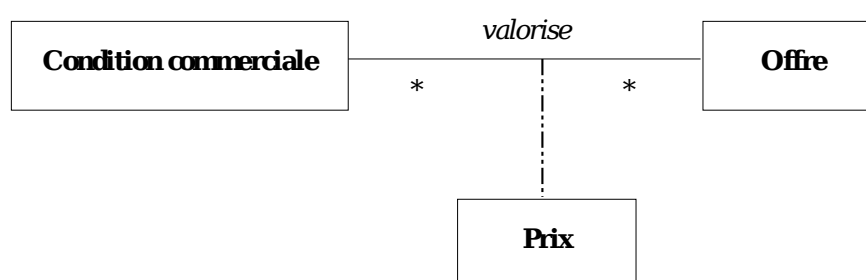 valorise
Condition commerciale
Offre
*
*
Prix